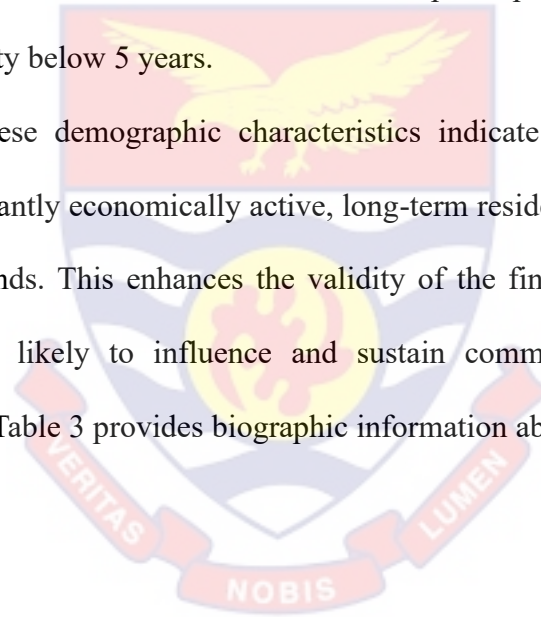 ty below 5 years.
ese demographic characteristics indicate
antly economically active, long-term reside
nds. This enhances the validity of the fin
likely to influence and sustain comm
Table 3 provides biographic information ab
VERITAS
NOBIS
LUMEN